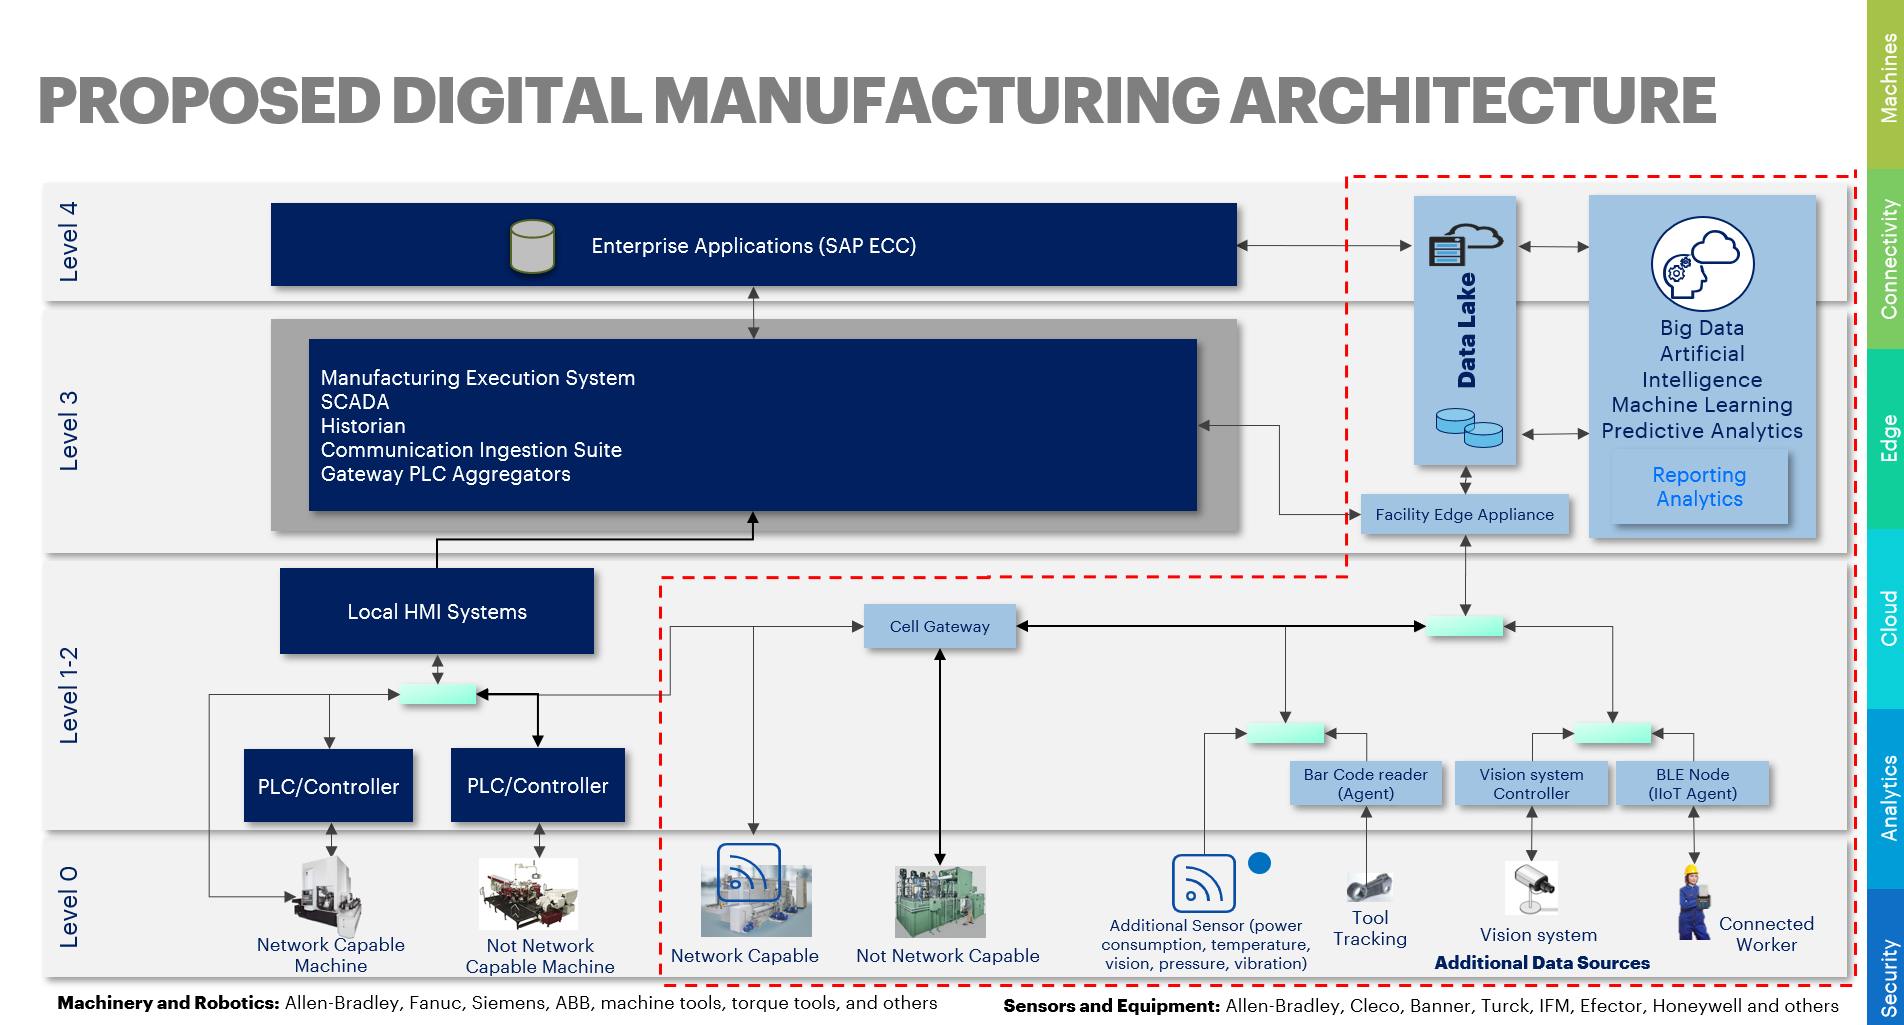 PROPOSED DIGITAL MANUFACTURING ARCHITECTURE
Machines
Connectivity
Edge
Cloud
Analytics
Security
Level 4
Enterprise Applications (SAP ECC)
Data Lake
Big Data
Artificial
Intelligence
Machine Learning
Predictive Analytics
Reporting
Analytics
Level 3
Manufacturing Execution System
SCADA
Historian
Communication Ingestion Suite
Gateway PLC Aggregators
Facility Edge Appliance
Level 1-2
Local HMI Systems
Cell Gateway
PLC/Controller
PLC/Controller
Bar Code reader
(Agent)
Vision system
Controller
BLE Node
(IIoT Agent)
Level 0
Network Capable
Machine
Not Network
Capable Machine
Network Capable
Not Network Capable
Additional Sensor (power
consumption, temperature,
vision, pressure, vibration)
Tool
Tracking
Vision system
Connected
Worker
Additional Data Sources
Machinery and Robotics: Allen-Bradley, Fanuc, Siemens, ABB, machine tools, torque tools, and others
Sensors and Equipment: Allen-Bradley, Cleco, Banner, Turck, IFM, Efector, Honeywell and others